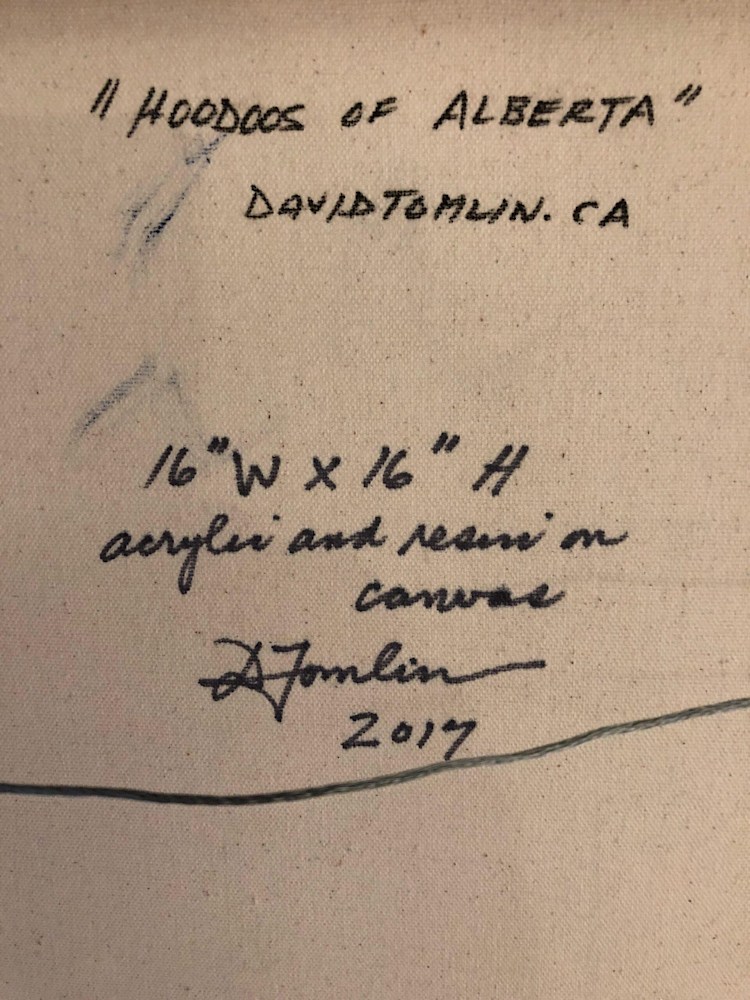 "HOODOOS OF ALBERTA"
DAVIDTOMLIN.CA
16"W X 16"H
acrylic and resin on
canvas
DTomlin
2017